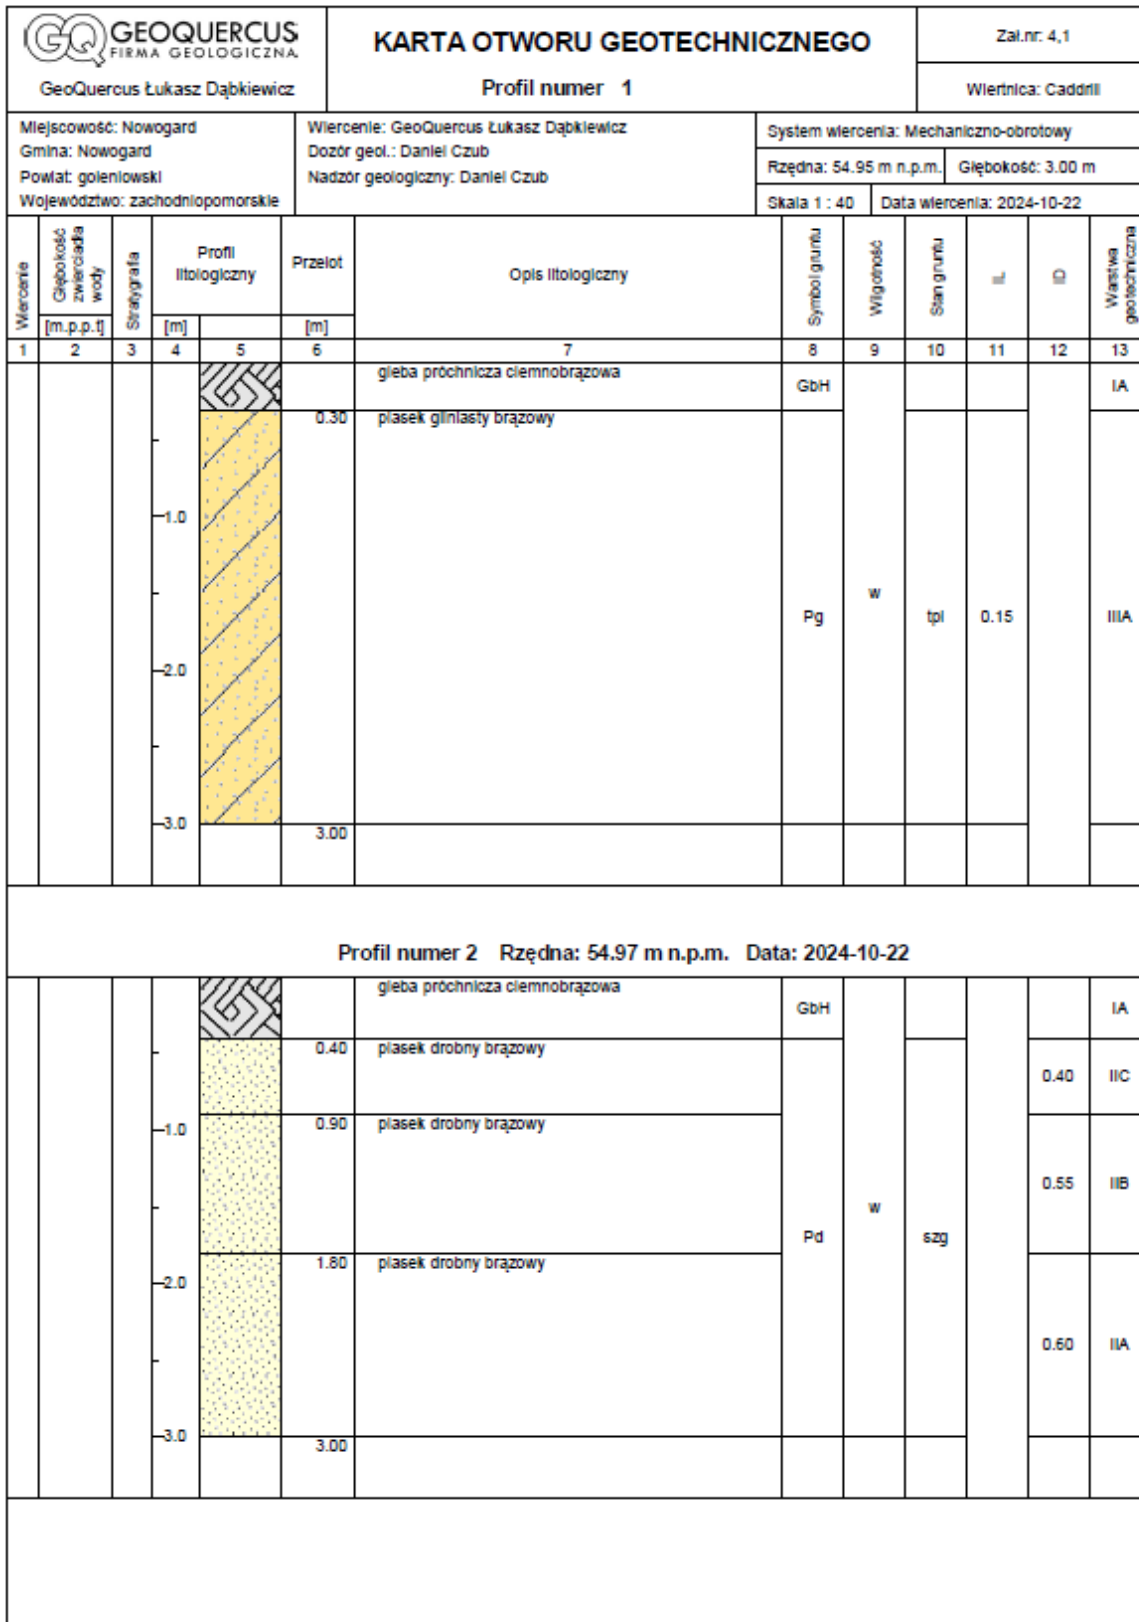 GQ GEOQUERCUS
FIRMA GEOLOGICZNA
GeoQuercus Łukasz Dąbkiewicz
KARTA OTWORU GEOTECHNICZNEGO
Profil numer 1
Zał.nr: 4,1
Wiertnica: Caddrill
Miejscowość: Nowogard
Gmina: Nowogard
Powiat: goleniowski
Województwo: zachodniopomorskie
Wiercenie: GeoQuercus Łukasz Dąbkiewicz
Dozór geol.: Daniel Czub
Nadzór geologiczny: Daniel Czub
System wiercenia: Mechaniczno-obrotowy
Rzędna: 54.95 m n.p.m. Głębokość: 3.00 m
Skala 1 : 40 Data wiercenia: 2024-10-22
Wiercenie
Głębokość zwierciadła wody
[m.p.p.t]
Stratygrafia
Profil litologiczny
[m]
Przelot
[m]
Opis litologiczny
Symbol gruntu
Wilgotność
Stan gruntu
IL
ID
Warstwa geotechniczna
1 2 3 4 5 6 7 8 9 10 11 12 13
gleba próchnicza ciemnobrązowa GbH IA
0.30 piasek gliniasty brązowy
1.0
w
Pg tpl 0.15 IIIA
2.0
3.0
3.00
Profil numer 2 Rzędna: 54.97 m n.p.m. Data: 2024-10-22
gleba próchnicza ciemnobrązowa
GbH IA
0.40 piasek drobny brązowy
0.40 IIC
1.0 0.90 piasek drobny brązowy
0.55 IIB
w
Pd szg
1.80 piasek drobny brązowy
2.0
0.60 IIA
3.0
3.00